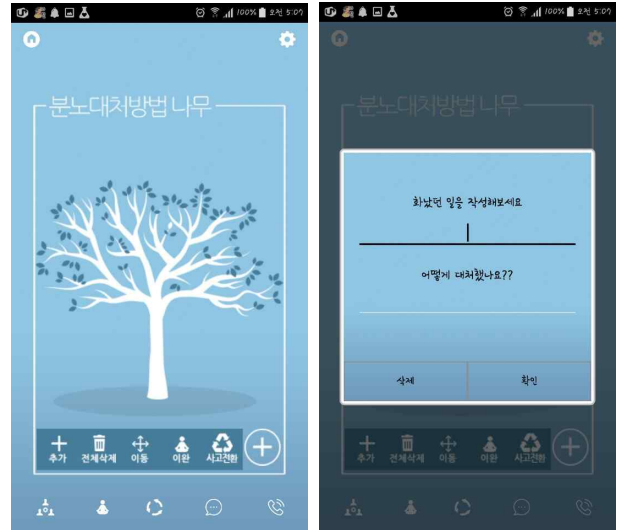 100% 오전 5:07
분노대처방법 나무
추가 전체삭제 이동 이완 사고전환
100% 오전 5:07
분노대처방법 나무
화났던 일을 작성해보세요
어떻게 대처했나요??
삭제 확인
추가 전체삭제 이동 이완 사고전환